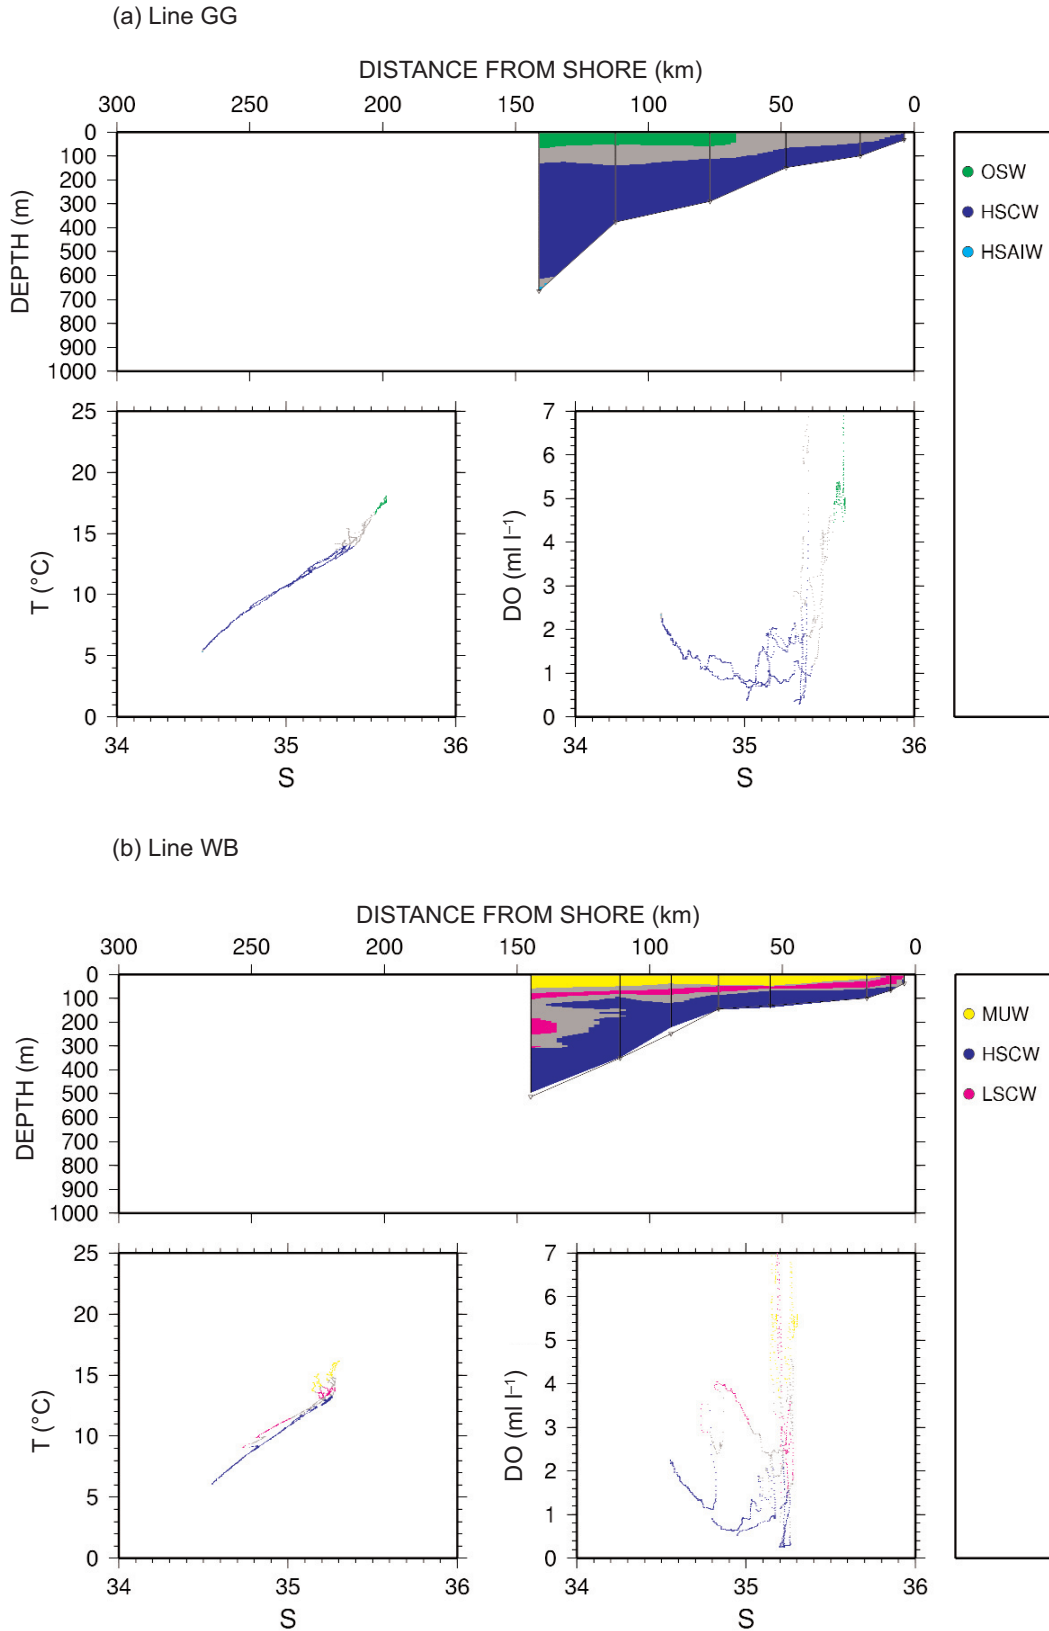 (a) Line GG
DISTANCE FROM SHORE (km)
300 250 200 150 100 50 0
DEPTH (m)
0
100
200
300
400
500
600
700
800
900
1000
OSW
HSCW
HSAIW
T (°C)
25
20
15
10
5
0
34 35 36
S
DO (ml l⁻¹)
7
6
5
4
3
2
1
0
34 35 36
S
(b) Line WB
DISTANCE FROM SHORE (km)
300 250 200 150 100 50 0
DEPTH (m)
0
100
200
300
400
500
600
700
800
900
1000
MUW
HSCW
LSCW
T (°C)
25
20
15
10
5
0
34 35 36
S
DO (ml l⁻¹)
7
6
5
4
3
2
1
0
34 35 36
S